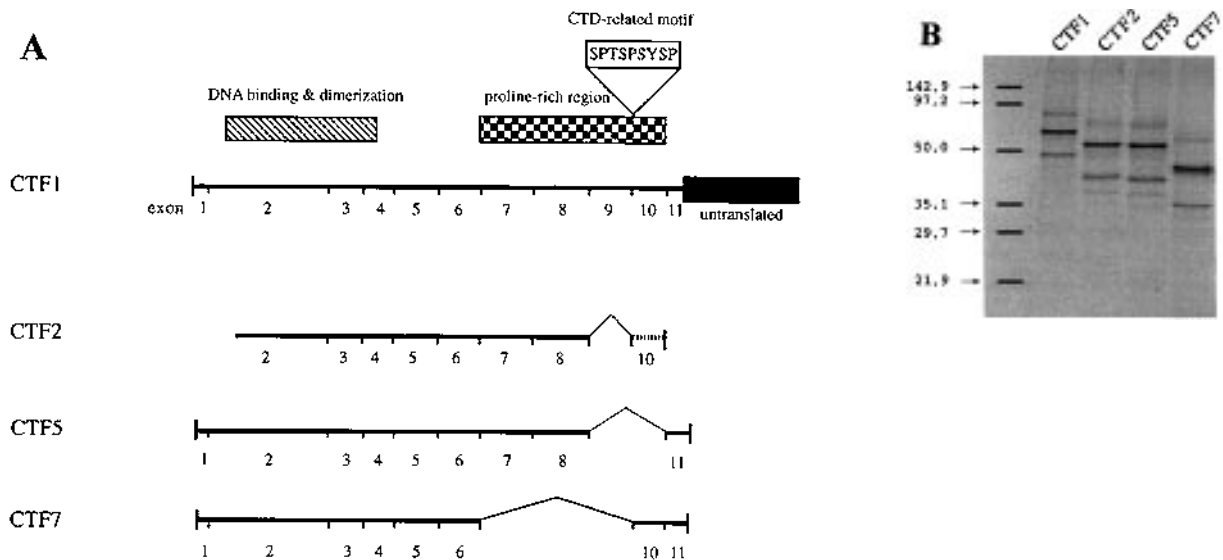 A
CTD-related motif
SPTSPSYSP
DNA binding & dimerization
proline-rich region
CTF1
exon 1 2 3 4 5 6 7 8 9 10 11 untranslated
CTF2
2 3 4 5 6 7 8 10
CTF5
1 2 3 4 5 6 7 8 11
CTF7
1 2 3 4 5 6 10 11
B
CTF1 CTF2 CTF5 CTF7
142.9
97.2
50.0
35.1
29.7
21.9